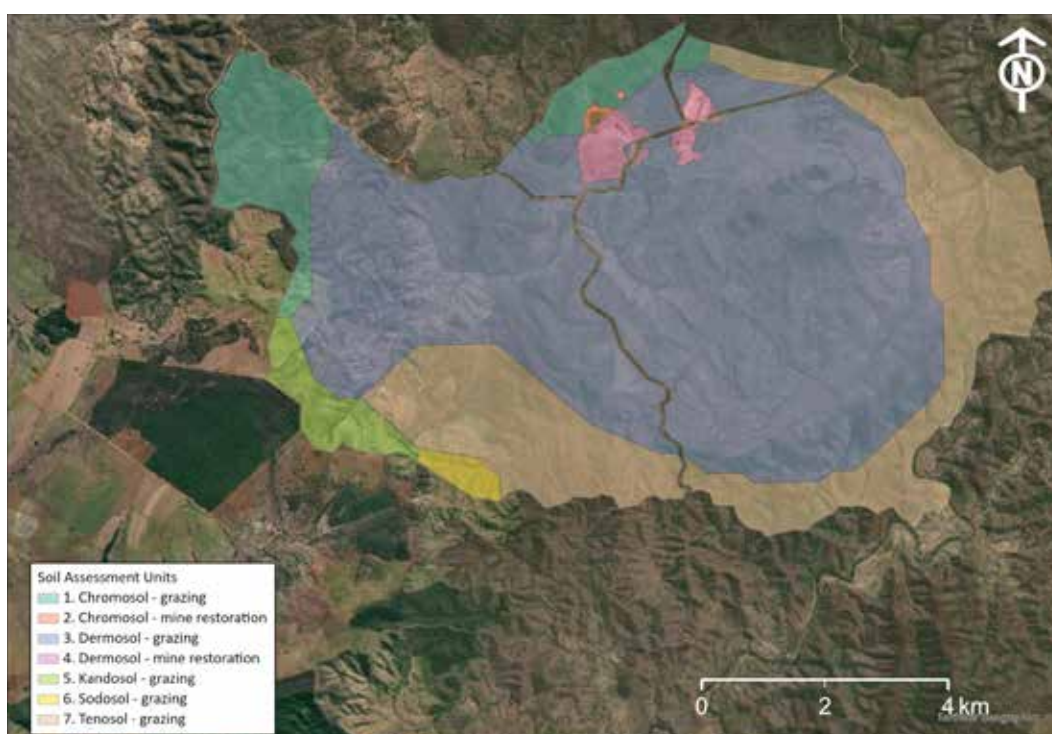 N
Soil Assessment Units
1. Chromosol - grazing
2. Chromosol - mine restoration
3. Dermosol - grazing
4. Dermosol - mine restoration
5. Kandosol - grazing
6. Sodosol - grazing
7. Tenosol - grazing
0 2 4 km